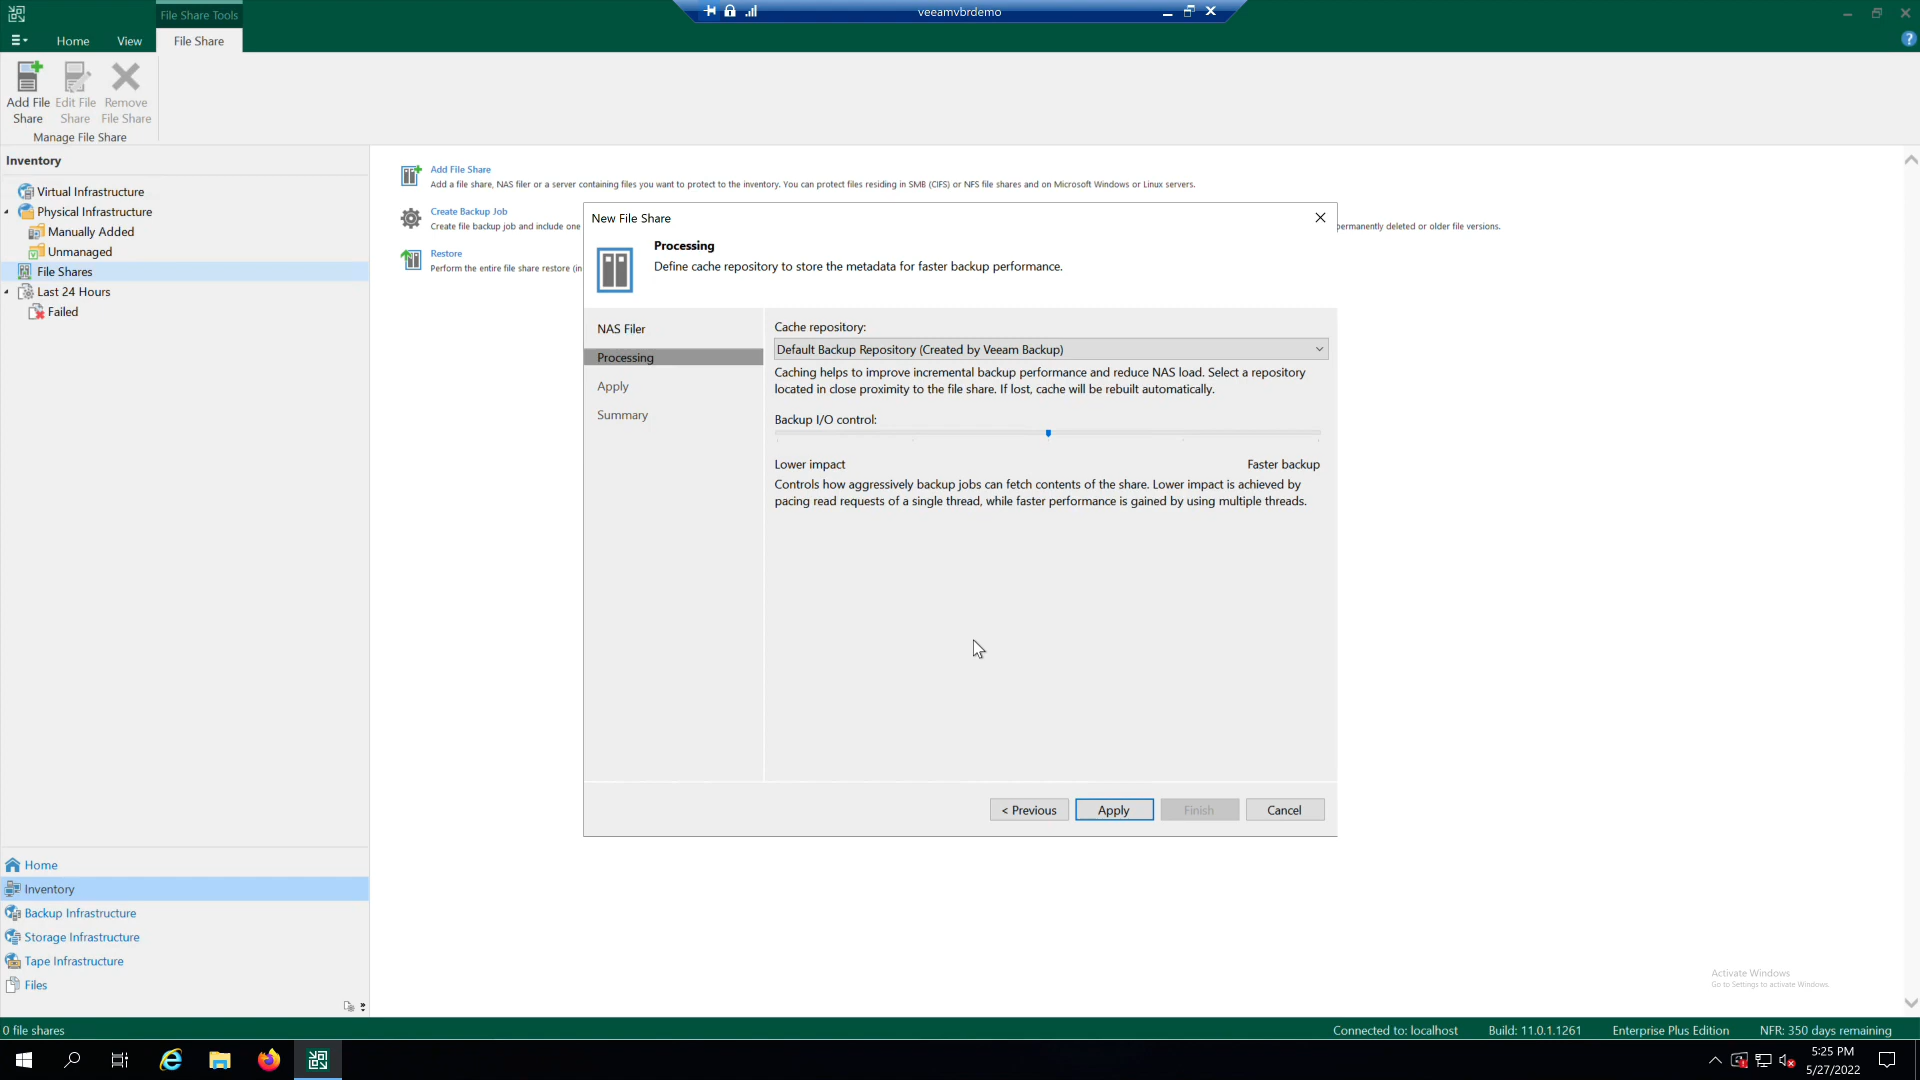 File Share Tools
veeamvbrdemo
Home
View
File Share
Add File
Share
Edit File
Share
Remove
File Share
Manage File Share
Inventory
Virtual Infrastructure
Physical Infrastructure
Manually Added
Unmanaged
File Shares
Last 24 Hours
Failed
Add File Share
Add a file share, NAS filer or a server containing files you want to protect to the inventory. You can protect files residing in SMB (CIFS) or NFS file shares and on Microsoft Windows or Linux servers.
Create Backup Job
Create file backup job and include one
ermanently deleted or older file versions.
Restore
Perform the entire file share restore (in
New File Share
Processing
Define cache repository to store the metadata for faster backup performance.
NAS Filer
Processing
Apply
Summary
Cache repository:
Default Backup Repository (Created by Veeam Backup)
Caching helps to improve incremental backup performance and reduce NAS load. Select a repository
located in close proximity to the file share. If lost, cache will be rebuilt automatically.
Backup I/O control:
Lower impact
Faster backup
Controls how aggressively backup jobs can fetch contents of the share. Lower impact is achieved by
pacing read requests of a single thread, while faster performance is gained by using multiple threads.
< Previous
Apply
Finish
Cancel
Home
Inventory
Backup Infrastructure
Storage Infrastructure
Tape Infrastructure
Files
Activate Windows
Go to Settings to activate Windows.
0 file shares
Connected to: localhost
Build: 11.0.1.1261
Enterprise Plus Edition
NFR: 350 days remaining
5:25 PM
5/27/2022